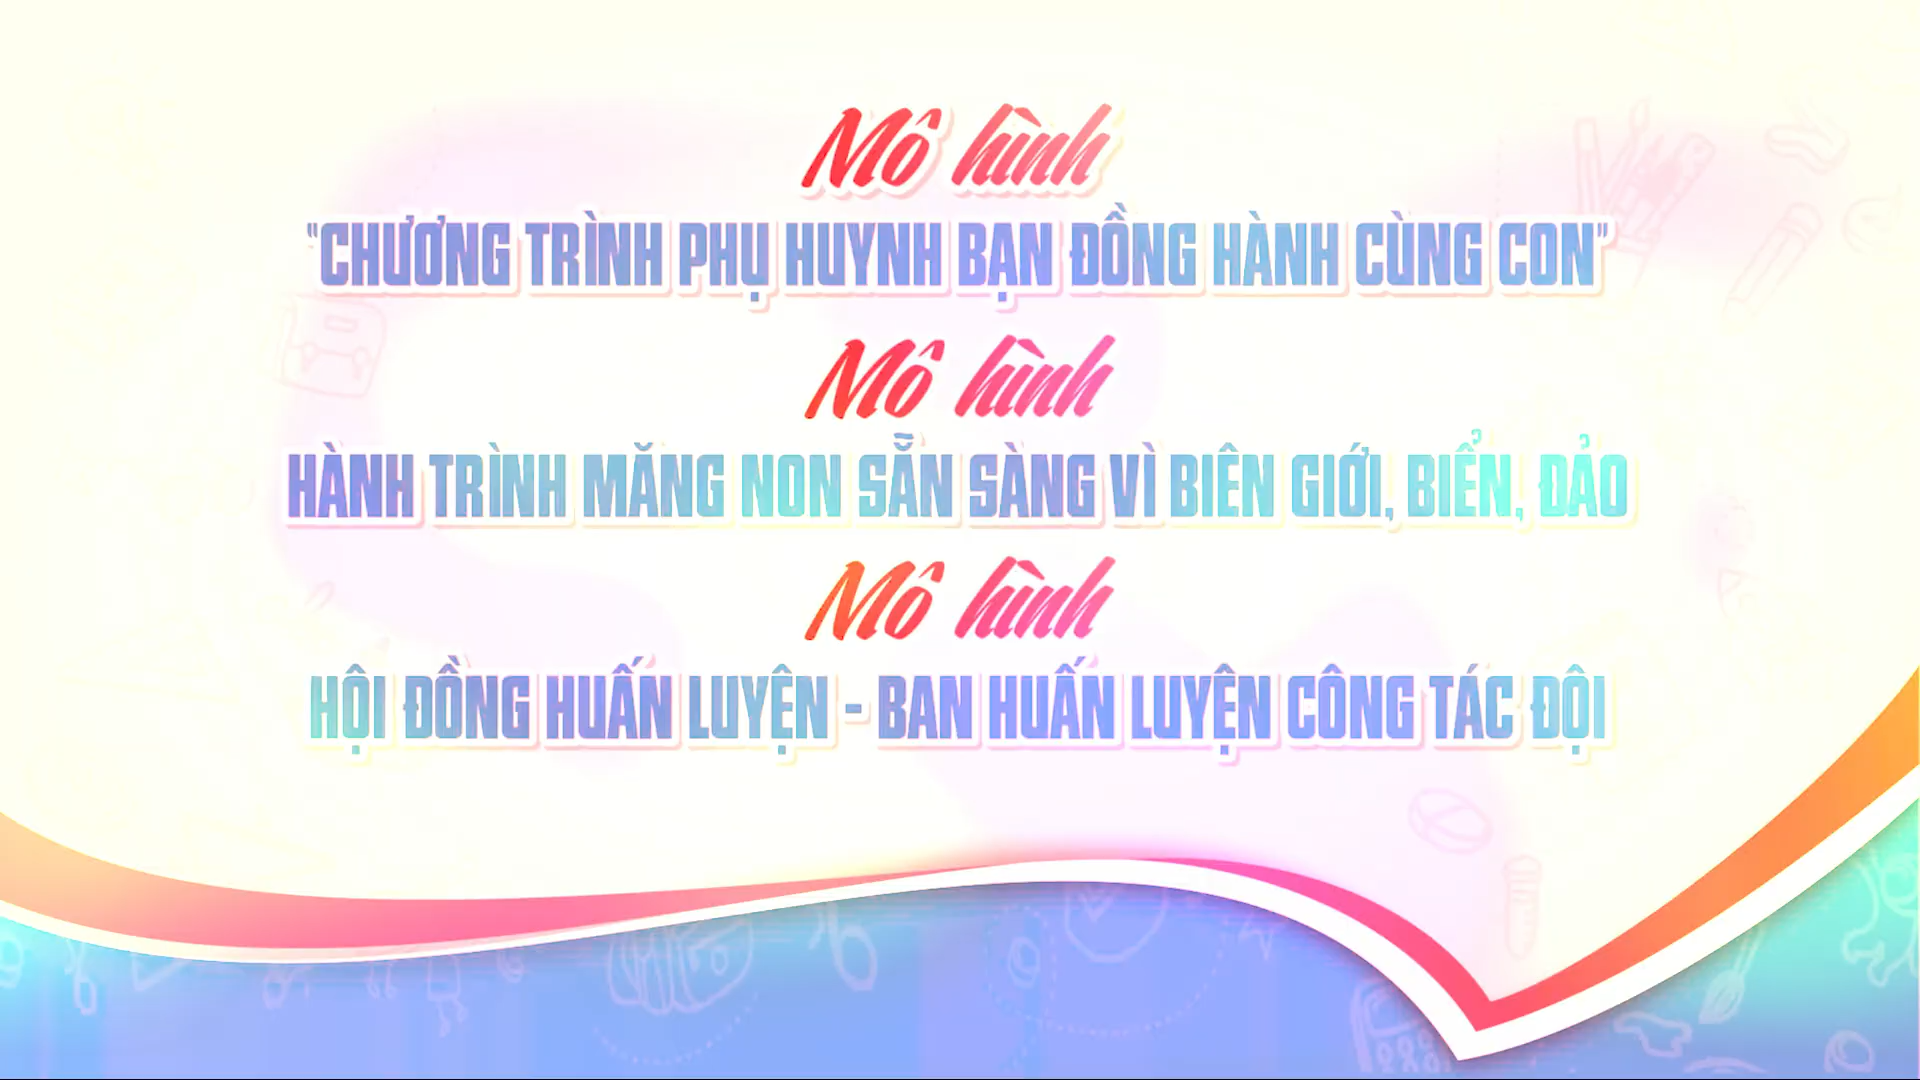 Mô hình
"CHƯƠNG TRÌNH PHỤ HUYNH BẠN ĐỒNG HÀNH CÙNG CON"
Mô hình
HÀNH TRÌNH MĂNG NON SẴN SÀNG VÌ BIÊN GIỚI, BIỂN, ĐẢO
Mô hình
HỘI ĐỒNG HUẤN LUYỆN - BAN HUẤN LUYỆN CÔNG TÁC ĐỘI